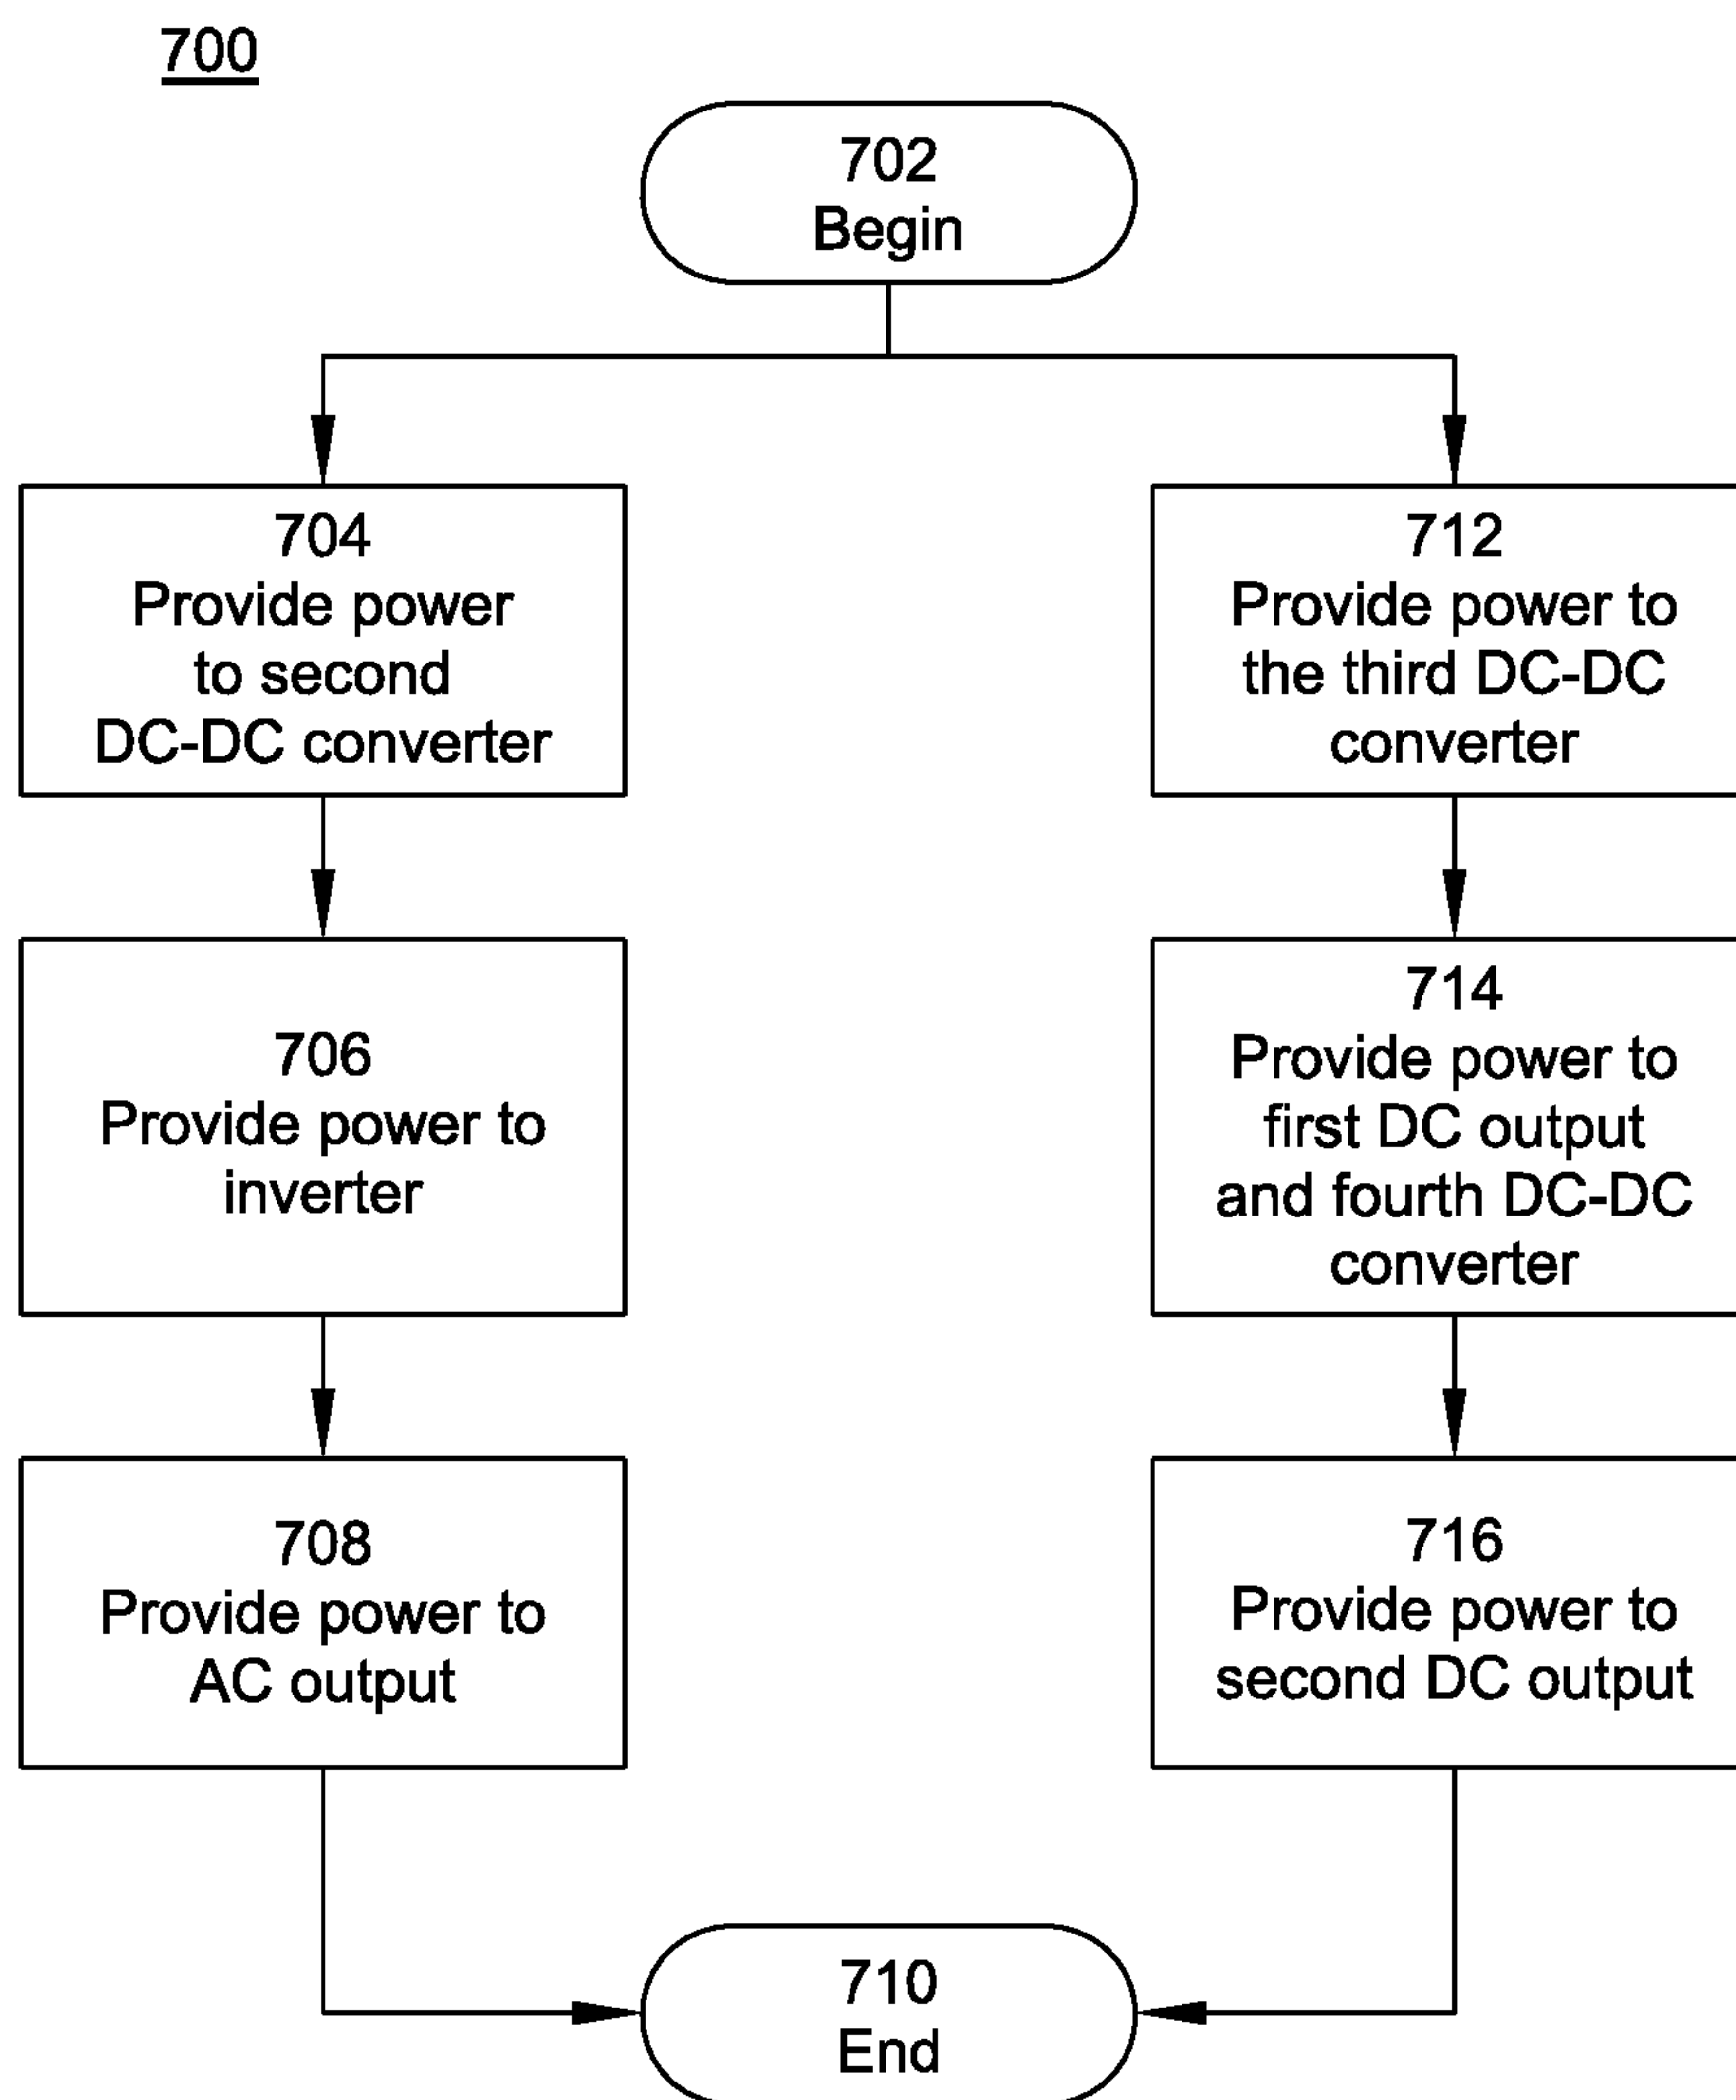 700
702
Begin
704
Provide power
to second
DC-DC converter
706
Provide power to
inverter
708
Provide power to
AC output
712
Provide power to
the third DC-DC
converter
714
Provide power to
first DC output
and fourth DC-DC
converter
716
Provide power to
second DC output
710
End